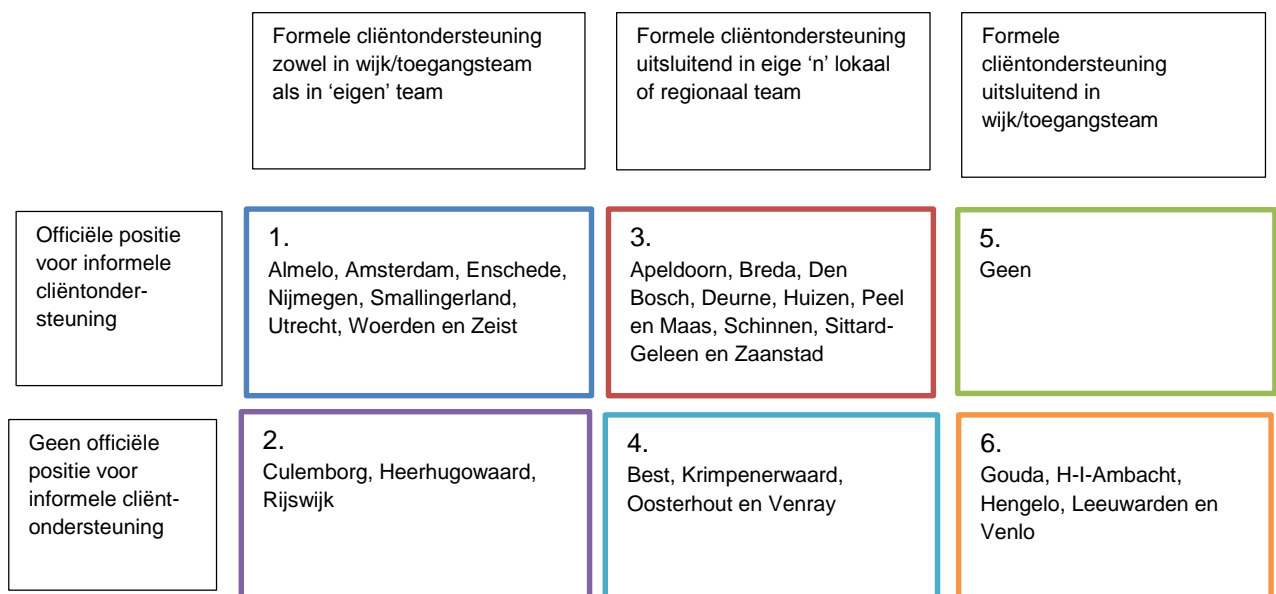 Formele cliëntondersteuning
zowel in wijk/toegangsteam
als in ‘eigen’ team
Formele cliëntondersteuning
uitsluitend in eige ‘n’ lokaal
of regionaal team
Formele
cliëntondersteuning
uitsluitend in
wijk/toegangsteam
Officiële positie
voor informele
cliëntonder-
steuning
1.
Almelo, Amsterdam, Enschede,
Nijmegen, Smallingerland,
Utrecht, Woerden en Zeist
3.
Apeldoorn, Breda, Den
Bosch, Deurne, Huizen, Peel
en Maas, Schinnen, Sittard-
Geleen en Zaanstad
5.
Geen
Geen officiële
positie voor
informele cliënt-
ondersteuning
2.
Culemborg, Heerhugowaard,
Rijswijk
4.
Best, Krimpenerwaard,
Oosterhout en Venray
6.
Gouda, H-I-Ambacht,
Hengelo, Leeuwarden en
Venlo